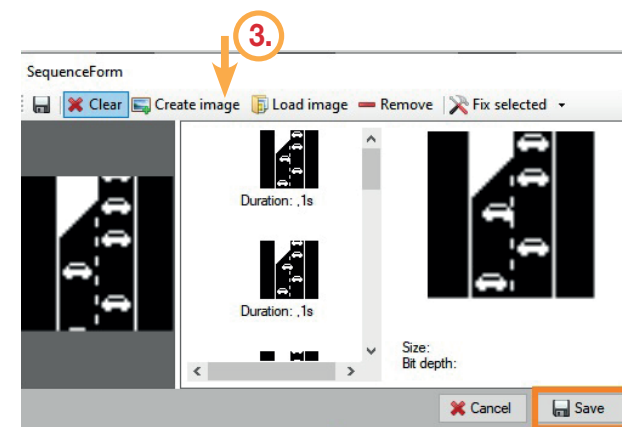 3.
SequenceForm
Clear Create image Load image Remove Fix selected
Duration: ,1s
Duration: ,1s
Size:
Bit depth:
Cancel Save